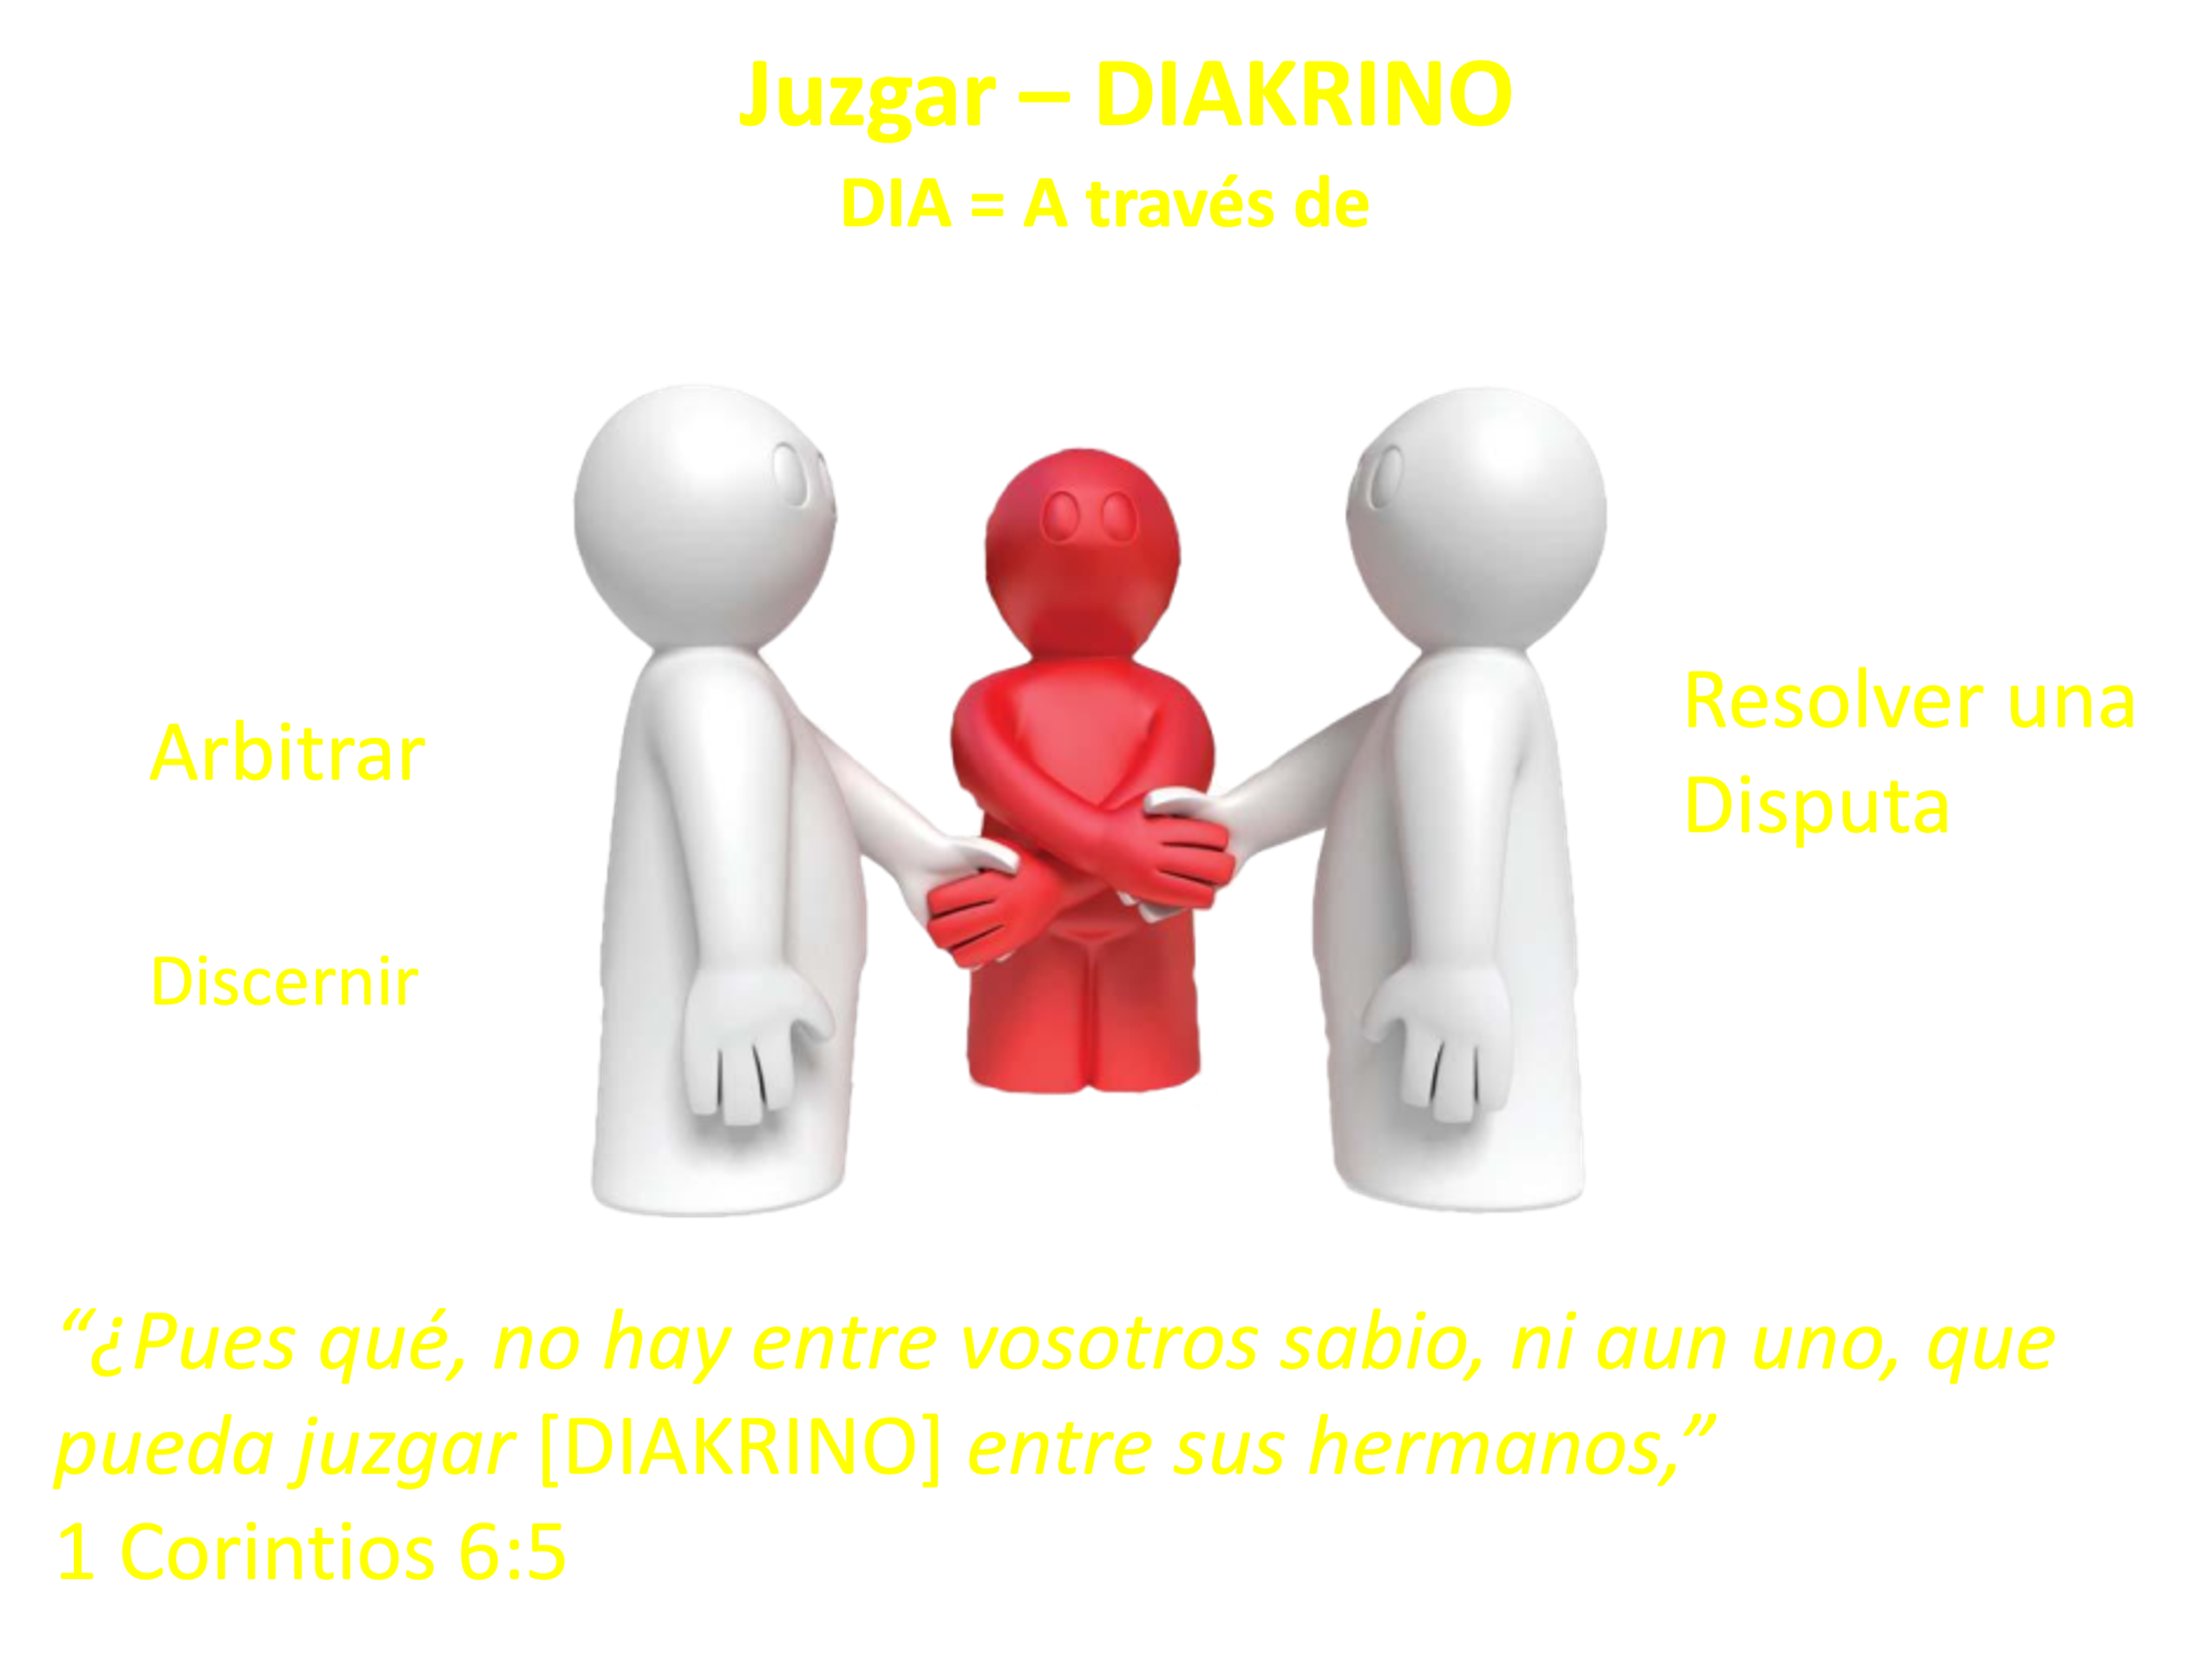 Juzgar – DIAKRINO
DIA = A través de
Arbitrar
Discernir
Resolver una
Disputa
“¿Pues qué, no hay entre vosotros sabio, ni aun uno, que
pueda juzgar [DIAKRINO] entre sus hermanos,”
1 Corintios 6:5